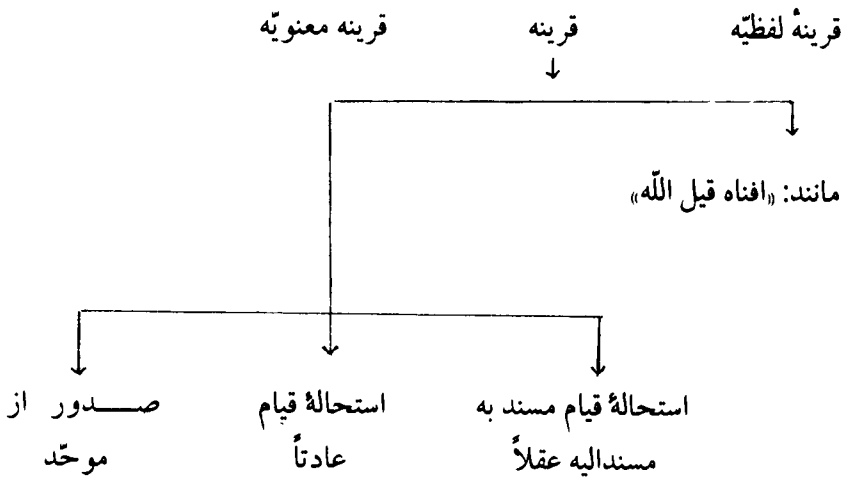 قرینهٔ لفظیّه قرینه قرینه معنویّه
مانند: «افناه قیل اللّه»
استحالهٔ قیام مسند به استحالهٔ قیام صـــدور از
مسندالیه عقلاً عادتاً موحّد